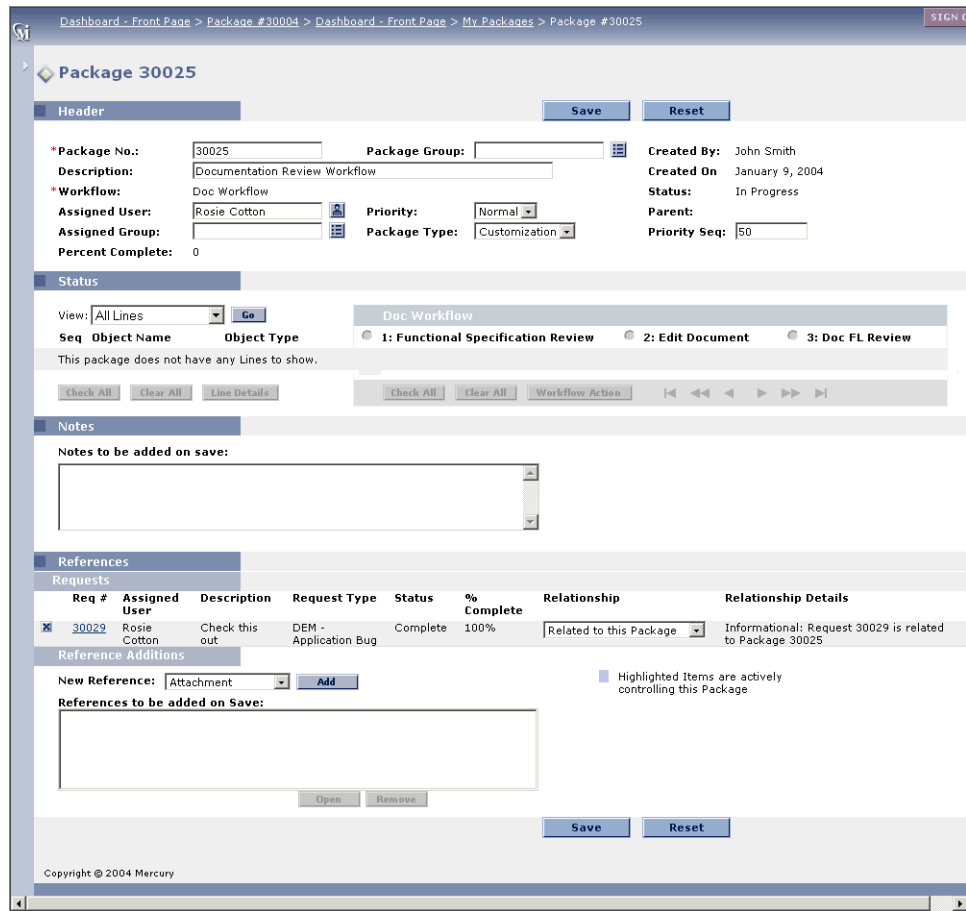 Dashboard - Front Page > Package #30004 > Dashboard - Front Page > My Packages > Package #30025
SIGN
Package 30025
Header
Save Reset
*Package No.: 30025 Package Group: Created By: John Smith
Description: Documentation Review Workflow Created On January 9, 2004
*Workflow: Doc Workflow Status: In Progress
Assigned User: Rosie Cotton Priority: Normal Parent:
Assigned Group: Package Type: Customization Priority Seq: 50
Percent Complete: 0
Status
View: All Lines Go Doc Workflow
Seq Object Name Object Type 1: Functional Specification Review 2: Edit Document 3: Doc FL Review
This package does not have any Lines to show.
Check All Clear All Line Details Check All Clear All Workflow Action
Notes
Notes to be added on save:
References
Requests
Req # Assigned User Description Request Type Status % Complete Relationship Relationship Details
30029 Rosie Cotton Check this out DEM - Application Bug Complete 100% Related to this Package Informational: Request 30029 is related to Package 30025
Reference Additions
New Reference: Attachment Add
Highlighted Items are actively
controlling this Package
References to be added on Save:
Open Remove
Save Reset
Copyright © 2004 Mercury